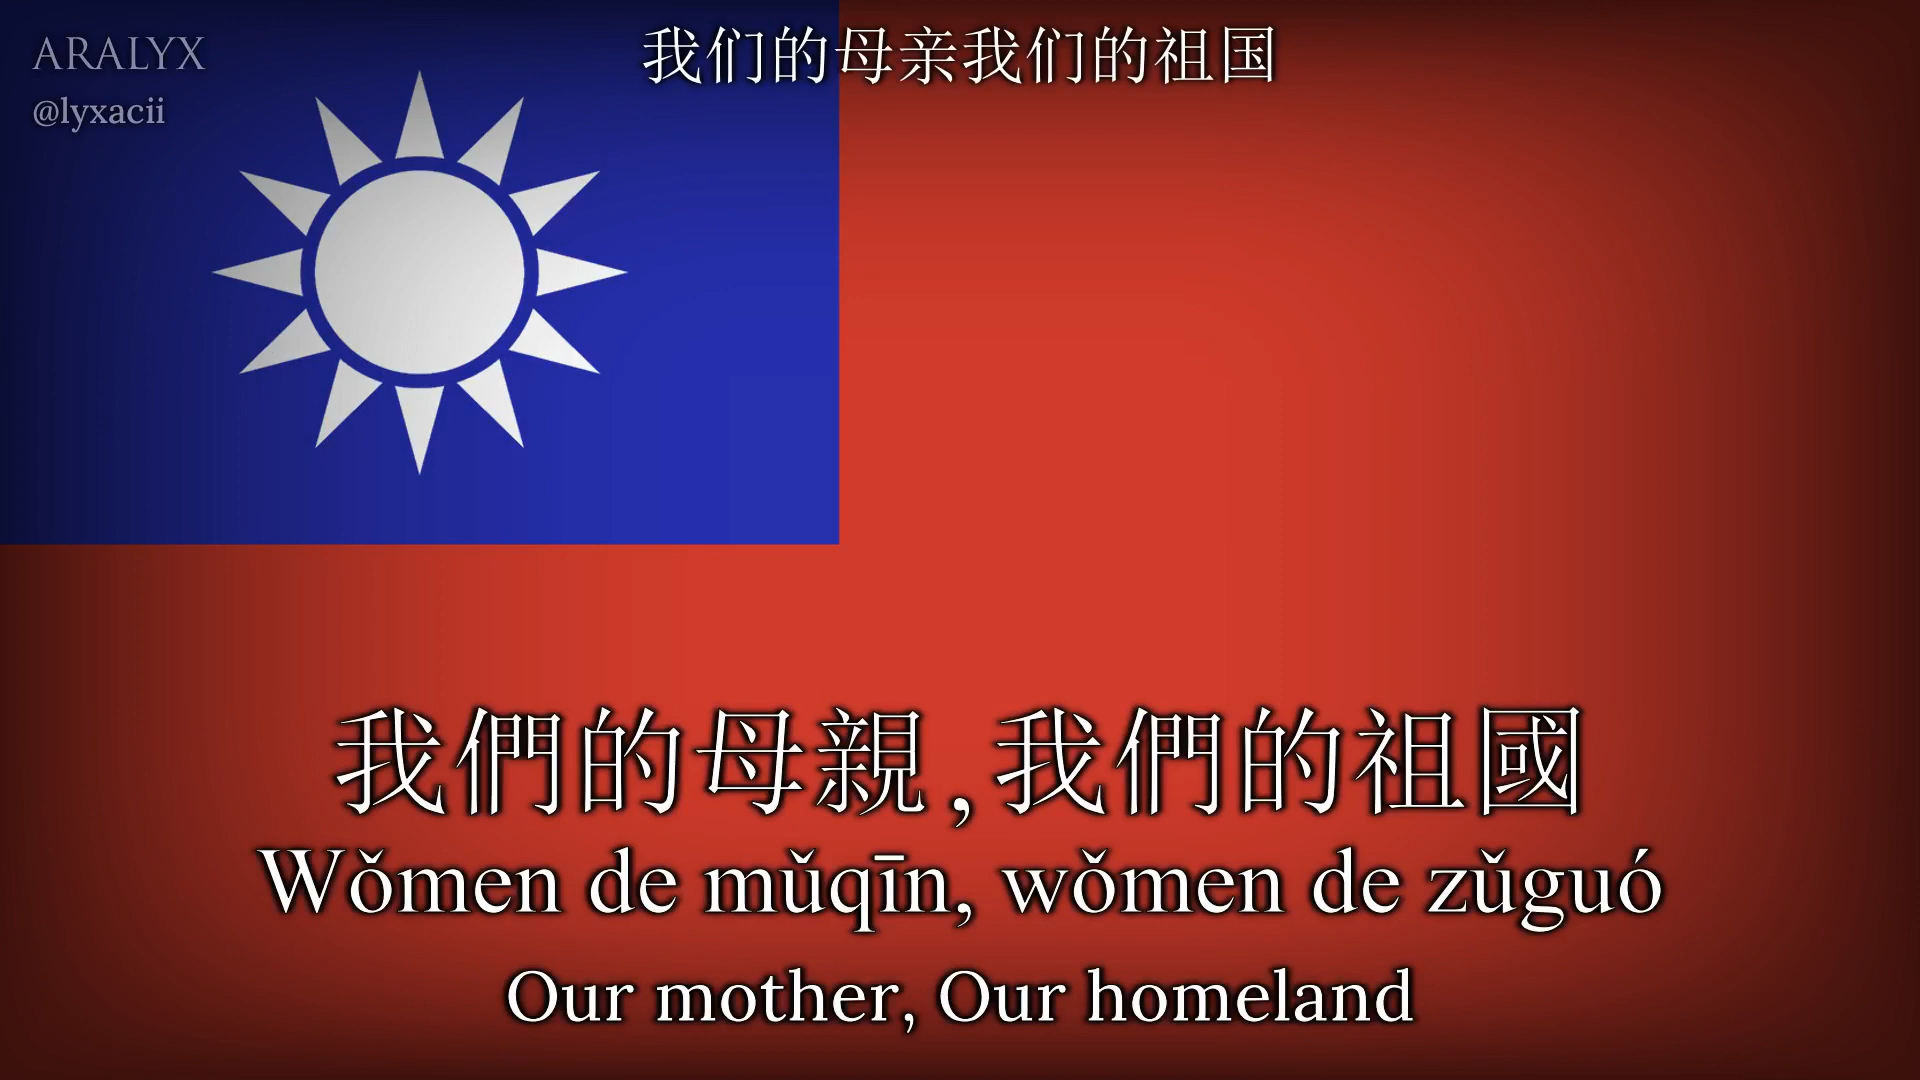 ARALYX
@lyxacii
我们的母亲我们的祖国
我們的母親,我們的祖國
Wǒmen de mǔqīn, wǒmen de zǔguó
Our mother, Our homeland